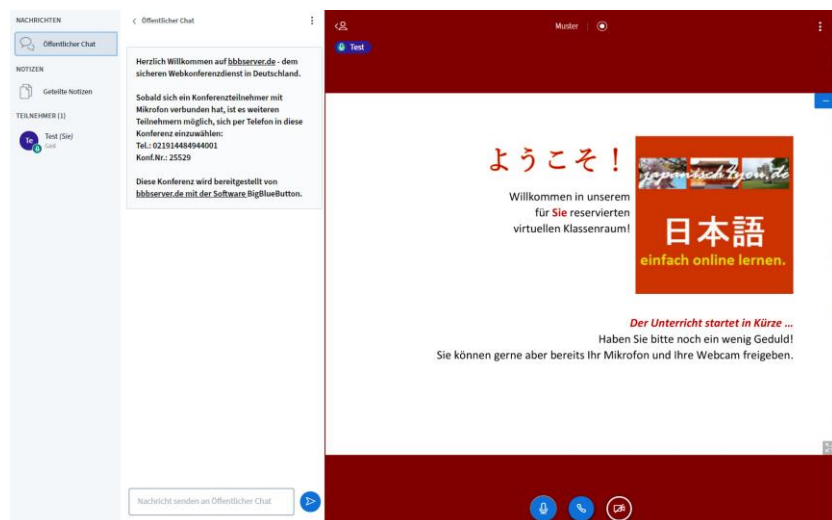 NACHRICHTEN
Öffentlicher Chat
NOTIZEN
Geteilte Notizen
TEILNEHMER (1)
Te
Test (Sie)
Gast
Öffentlicher Chat
Herzlich Willkommen auf bbbserver.de - dem
sicheren Webkonferenzdienst in Deutschland.
Sobald sich ein Konferenzteilnehmer mit
Mikrofon verbunden hat, ist es weiteren
Teilnehmern möglich, sich per Telefon in diese
Konferenz einzuwählen:
Tel.: 021914484944001
Konf.Nr.: 25529
Diese Konferenz wird bereitgestellt von
bbbserver.de mit der Software BigBlueButton.
Nachricht senden an Öffentlicher Chat
Muster
Test
ようこそ！
Willkommen in unserem
für Sie reservierten
virtuellen Klassenraum!
japanisch4you.de
日本語
einfach online lernen.
Der Unterricht startet in Kürze ...
Haben Sie bitte noch ein wenig Geduld!
Sie können gerne aber bereits Ihr Mikrofon und Ihre Webcam freigeben.